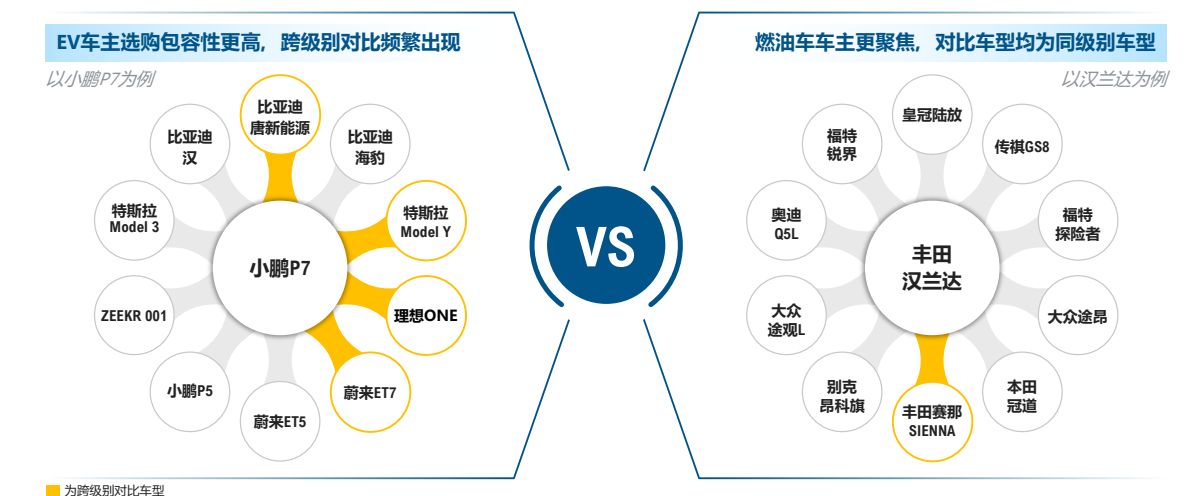 EV车主选购包容性更高，跨级别对比频繁出现
以小鹏P7为例
比亚迪
唐新能源
比亚迪
汉
比亚迪
海豹
特斯拉
Model 3
特斯拉
Model Y
小鹏P7
ZEEKR 001
理想ONE
小鹏P5
蔚来ET7
蔚来ET5
为跨级别对比车型
VS
燃油车车主更聚焦，对比车型均为同级别车型
以汉兰达为例
皇冠陆放
福特
锐界
传祺GS8
奥迪
Q5L
福特
探险者
丰田
汉兰达
大众
途观L
大众途昂
别克
昂科旗
本田
冠道
丰田赛那
SIENNA